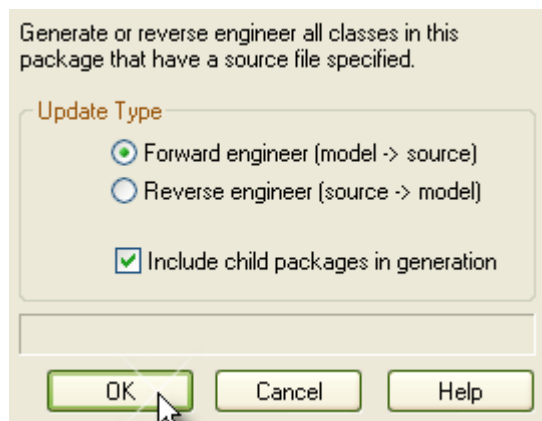 Generate or reverse engineer all classes in this
package that have a source file specified.
Update Type
Forward engineer (model -> source)
Reverse engineer (source -> model)
Include child packages in generation
OK Cancel Help